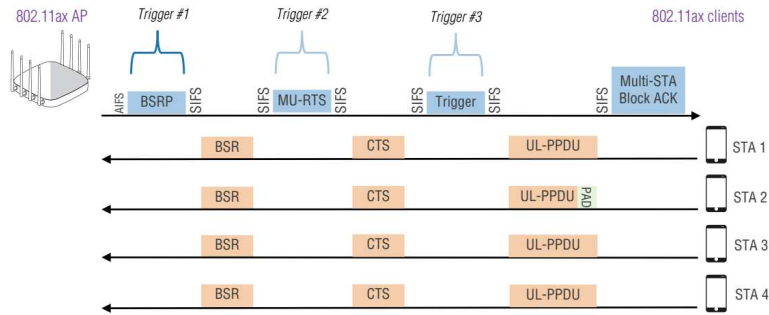 802.11ax AP
Trigger #1
Trigger #2
Trigger #3
802.11ax clients
AIFS
BSRP
SIFS
SIFS
MU-RTS
SIFS
SIFS
Trigger
SIFS
SIFS
Multi-STA
Block ACK
BSR
CTS
UL-PPDU
STA 1
BSR
CTS
UL-PPDU
PAD
STA 2
BSR
CTS
UL-PPDU
STA 3
BSR
CTS
UL-PPDU
STA 4